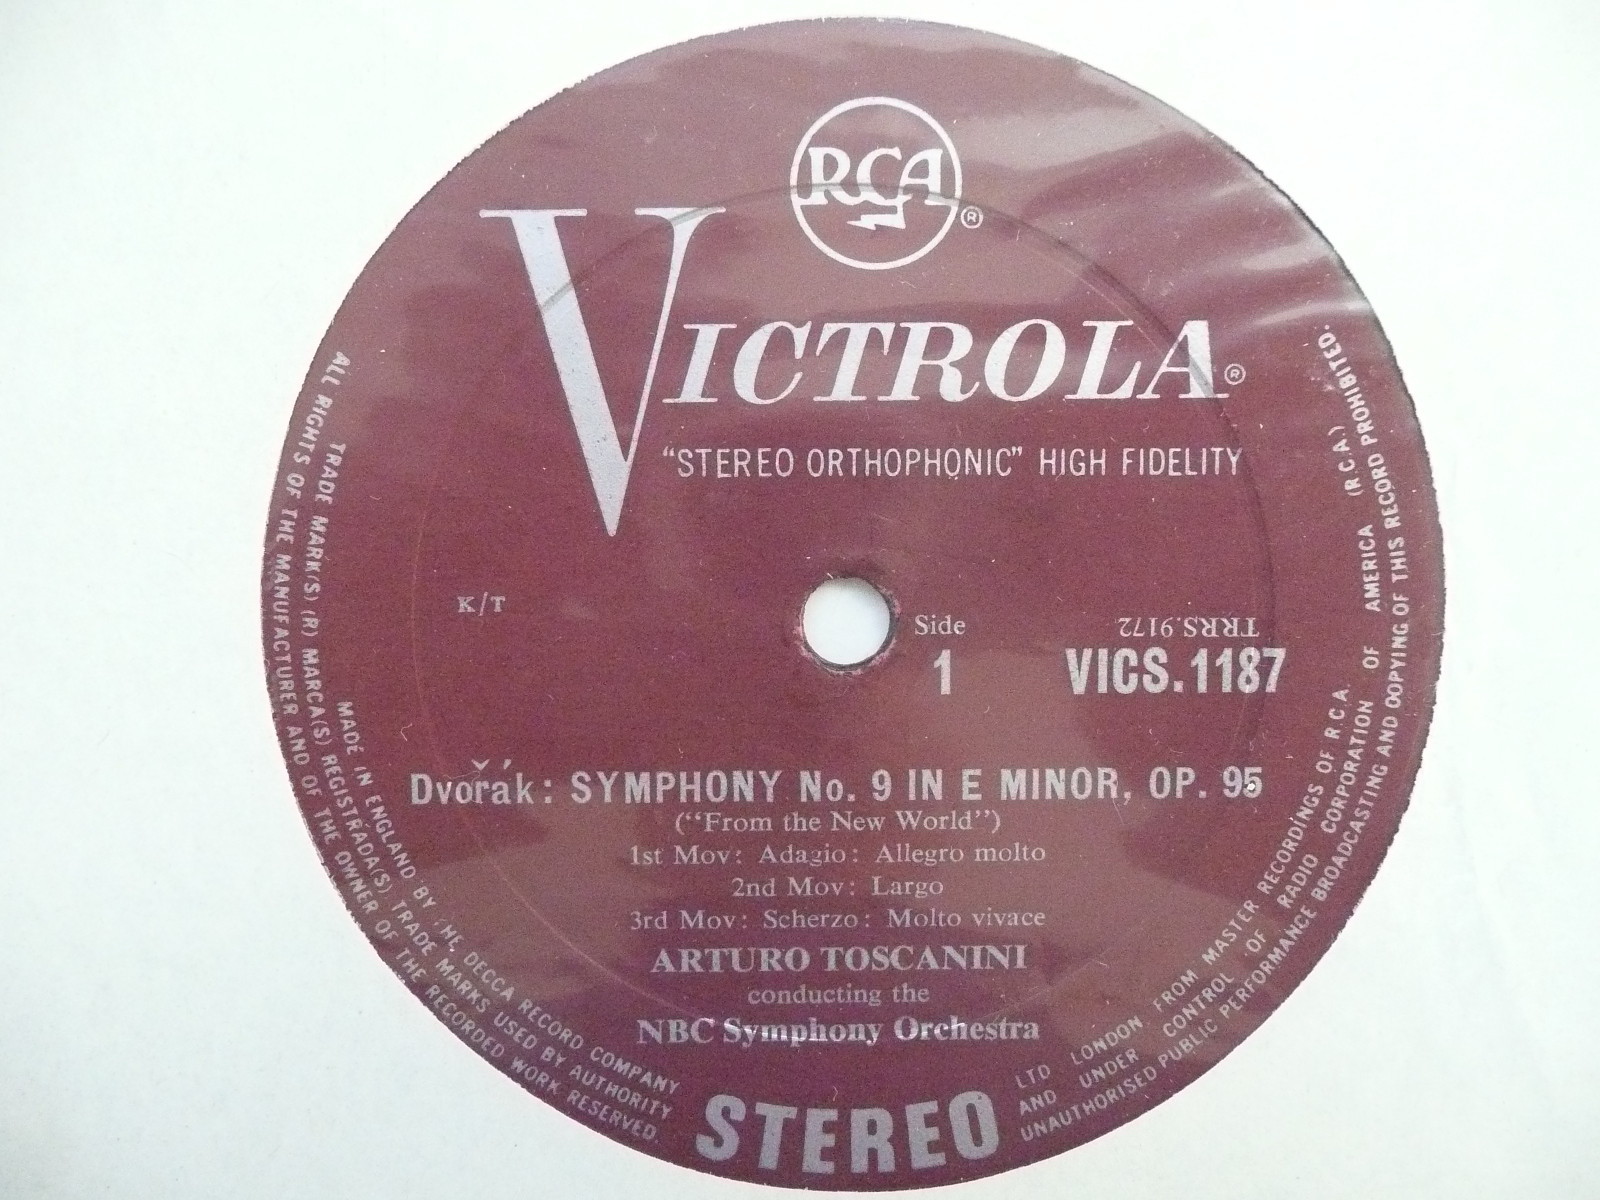 RCA ®
VICTROLA ®
"STEREO ORTHOPHONIC" HIGH FIDELITY
K/T
Side
1
TRRS.9172
VICS.1187
Dvořák: SYMPHONY No. 9 IN E MINOR, OP. 95
("From the New World")
1st Mov: Adagio: Allegro molto
2nd Mov: Largo
3rd Mov: Scherzo: Molto vivace
ARTURO TOSCANINI
conducting the
NBC Symphony Orchestra
STEREO
MADE IN ENGLAND BY THE DECCA RECORD COMPANY LTD LONDON FROM MASTER RECORDINGS OF R.C.A.
TRADE MARK(S) (R) MARCA(S) REGISTRADA(S) TRADE MARKS USED BY AUTHORITY AND UNDER CONTROL OF RADIO CORPORATION OF AMERICA (R.C.A.)
ALL RIGHTS OF THE MANUFACTURER AND OF THE OWNER OF THE RECORDED WORK RESERVED. UNAUTHORISED PUBLIC PERFORMANCE BROADCASTING AND COPYING OF THIS RECORD PROHIBITED.